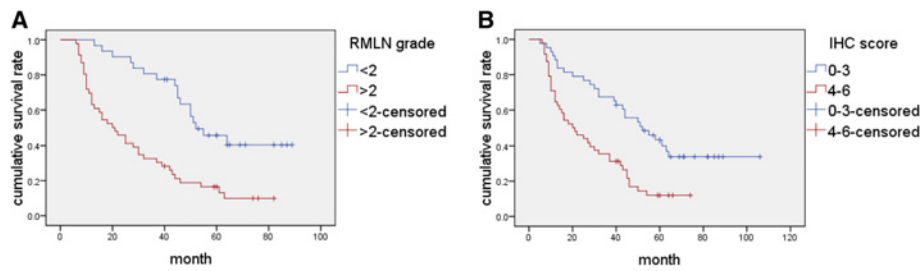 A
cumulative survival rate
1.0
0.8
0.6
0.4
0.2
0.0
0
20
40
60
80
100
month
RMLN grade
<2
>2
<2-censored
>2-censored
B
cumulative survival rate
1.0
0.8
0.6
0.4
0.2
0.0
0
20
40
60
80
100
120
month
IHC score
0-3
4-6
0-3-censored
4-6-censored